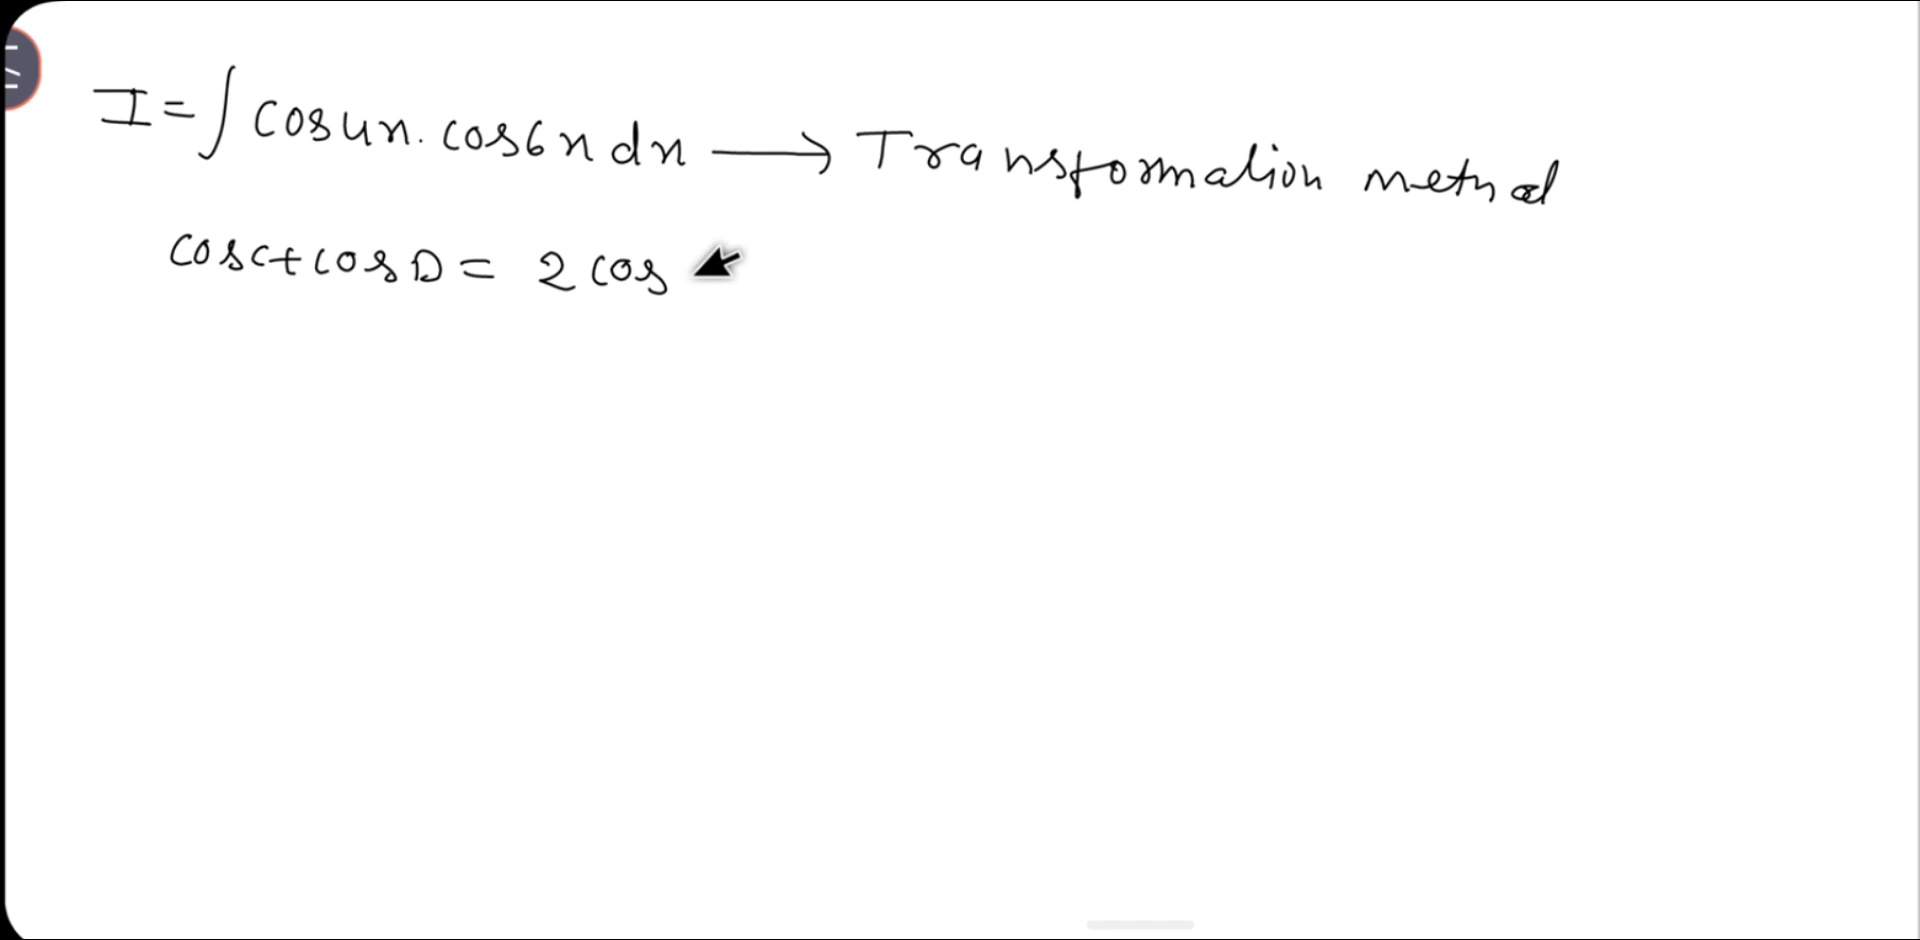 I = ∫ cos4x. cos6x dx → Transformation method
cosC + cosD = 2 cos